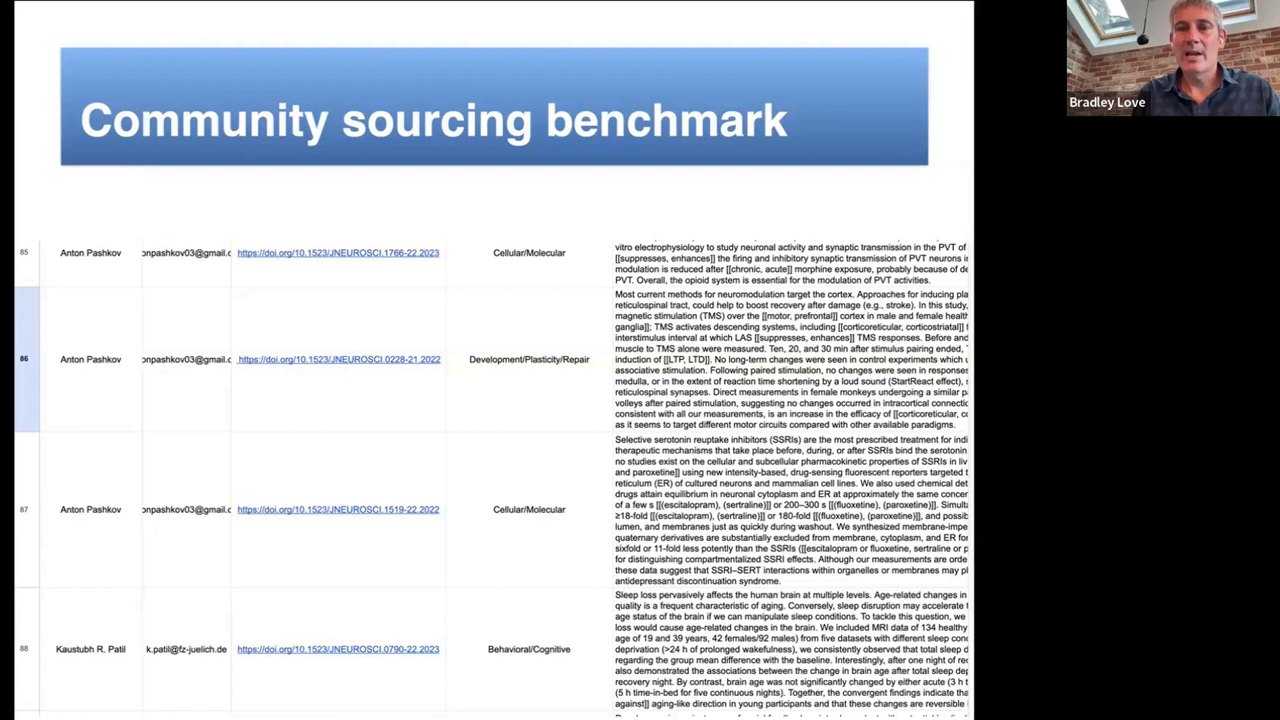 Community sourcing benchmark
Bradley Love
85
Anton Pashkov
onpashkov03@gmail.c
https://doi.org/10.1523/JNEUROSCI.1766-22.2023
Cellular/Molecular
vitro electrophysiology to study neuronal activity and synaptic transmission in the PVT of
[[suppresses, enhances]] the firing and inhibitory synaptic transmission of PVT neurons i
modulation is reduced after [[chronic, acute]] morphine exposure, probably because of de
PVT. Overall, the opioid system is essential for the modulation of PVT activities.
86
Anton Pashkov
onpashkov03@gmail.c
https://doi.org/10.1523/JNEUROSCI.0228-21.2022
Development/Plasticity/Repair
Most current methods for neuromodulation target the cortex. Approaches for inducing pla
reticulospinal tract, could help to boost recovery after damage (e.g., stroke). In this study,
magnetic stimulation (TMS) over the [[motor, prefrontal]] cortex in male and female health
ganglia]]; TMS activates descending systems, including [[corticoreticular, corticostriatal]] f
interstimulus interval at which LAS [[suppresses, enhances]] TMS responses. Before and
muscle to TMS alone were measured. Ten, 20, and 30 min after stimulus pairing ended,
induction of [[LTP, LTD]]. No long-term changes were seen in control experiments which u
associative stimulation. Following paired stimulation, no changes were seen in responses
medulla, or in the extent of reaction time shortening by a loud sound (StartReact effect), s
reticulospinal synapses. Direct measurements in female monkeys undergoing a similar p
volleys after paired stimulation, suggesting no changes occurred in intracortical connectio
consistent with all our measurements, is an increase in the efficacy of [[corticoreticular, co
as it seems to target different motor circuits compared with other available paradigms.
87
Anton Pashkov
onpashkov03@gmail.c
https://doi.org/10.1523/JNEUROSCI.1519-22.2022
Cellular/Molecular
Selective serotonin reuptake inhibitors (SSRIs) are the most prescribed treatment for indi
therapeutic mechanisms that take place before, during, or after SSRIs bind the serotonin
no studies exist on the cellular and subcellular pharmacokinetic properties of SSRIs in liv
and paroxetine]] using new intensity-based, drug-sensing fluorescent reporters targeted t
reticulum (ER) of cultured neurons and mammalian cell lines. We also used chemical det
drugs attain equilibrium in neuronal cytoplasm and ER at approximately the same concer
of a few s [[(escitalopram), (sertraline)]] or 200–300 s [[(fluoxetine), (paroxetine)]]. Simulta
≥18-fold [[(escitalopram), (sertraline)]] or 180-fold [[(fluoxetine), (paroxetine)]], and possib
lumen, and membranes just as quickly during washout. We synthesized membrane-impe
quaternary derivatives are substantially excluded from membrane, cytoplasm, and ER for
sixfold or 11-fold less potently than the SSRIs ([[escitalopram or fluoxetine, sertraline or p
for distinguishing compartmentalized SSRI effects. Although our measurements are orde
these data suggest that SSRI–SERT interactions within organelles or membranes may pl
antidepressant discontinuation syndrome.
88
Kaustubh R. Patil
k.patil@fz-juelich.de
https://doi.org/10.1523/JNEUROSCI.0790-22.2023
Behavioral/Cognitive
Sleep loss pervasively affects the human brain at multiple levels. Age-related changes in
quality is a frequent characteristic of aging. Conversely, sleep disruption may accelerate
age status of the brain if we can manipulate sleep conditions. To tackle this question, we
loss would cause age-related changes in the brain. We included MRI data of 134 healthy
age of 19 and 39 years, 42 females/92 males) from five datasets with different sleep cond
deprivation (>24 h of prolonged wakefulness), we consistently observed that total sleep d
regarding the group mean difference with the baseline. Interestingly, after one night of rec
also demonstrated the associations between the change in brain age after total sleep dep
recovery night. By contrast, brain age was not significantly changed by either acute (3 h t
(5 h time-in-bed for five continuous nights). Together, the convergent findings indicate tha
against]] aging-like direction in young participants and that these changes are reversible